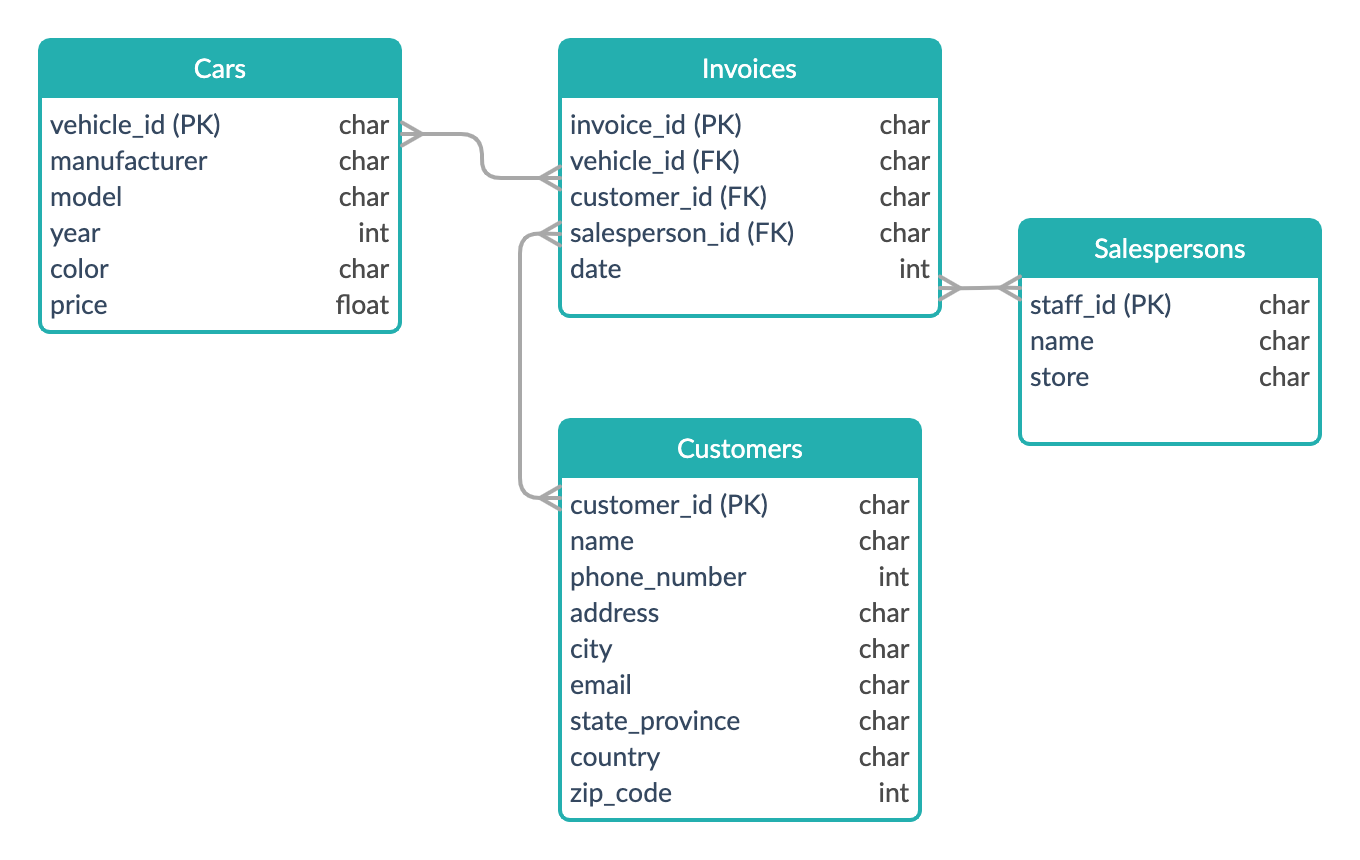 Cars
vehicle_id (PK) char
manufacturer char
model char
year int
color char
price float
Invoices
invoice_id (PK) char
vehicle_id (FK) char
customer_id (FK) char
salesperson_id (FK) char
date int
Salespersons
staff_id (PK) char
name char
store char
Customers
customer_id (PK) char
name char
phone_number int
address char
city char
email char
state_province char
country char
zip_code int